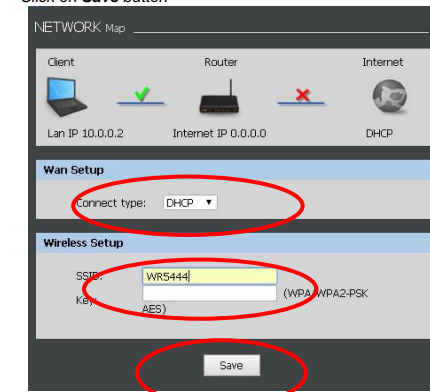 Click on Save button
NETWORK Map
Client Router Internet
Lan IP 10.0.0.2 Internet IP 0.0.0.0 DHCP
Wan Setup
Connect type: DHCP
Wireless Setup
SSID: WR5444
Key: (WPA/WPA2-PSK
AES)
Save